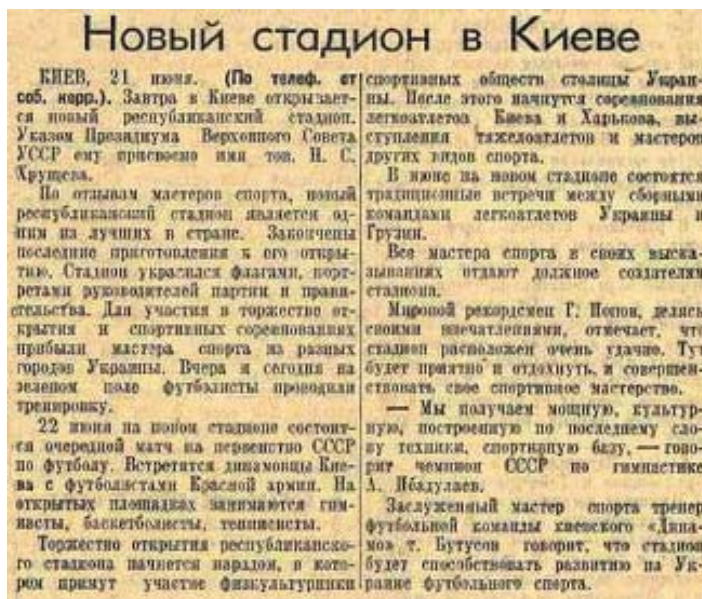 Новый стадион в Киеве
КИЕВ, 21 июня. (По телеф. от
соб. корр.). Завтра в Киеве открывает-
ся новый республиканский стадион.
Указом Президиума Верховного Совета
УССР ему присвоено имя тов. Н. С.
Хрущева.
По отзывам мастеров спорта, новый
республиканский стадион является од-
ним из лучших в стране. Закончены
последние приготовления к его откры-
тию. Стадион украсился флагами, порт-
ретами руководителей партии и прави-
тельства. Для участия в торжестве от-
крытия и спортивных соревнованиях
прибыли мастера спорта из разных
городов Украины. Вчера и сегодня на
зеленом поле футболисты проводили
тренировку.
22 июня на новом стадионе состоит-
ся очередной матч на первенство СССР
по футболу. Встретятся динамовцы Кие-
ва с футболистами Красной армии. На
открытых площадках занимаются гим-
насты, баскетболисты, теннисисты.
Торжество открытия республиканско-
го стадиона начнется парадом, в кото-
ром примут участие физкультурники
спортивных обществ столицы Украи-
ны. После этого начнутся соревнования
легкоатлетов Киева и Харькова, вы-
ступления тяжелоатлетов и мастеров
других видов спорта.
В июне на новом стадионе состоятся
традиционные встречи между сборными
командами легкоатлетов Украины и
Грузии.
Все мастера спорта в своих выска-
зываниях отдают должное создателям
стадиона.
Мировой рекордсмен Г. Попов, делясь
своими впечатлениями, отмечает, что
стадион расположен очень удачно. Тут
будет приятно и отдохнуть и совершен-
ствовать свое спортивное мастерство.
— Мы получаем мощную, культур-
ную, построенную по последнему сло-
ву техники, спортивную базу, — гово-
рит чемпион СССР по гимнастике
А. Ибадулаев.
Заслуженный мастер спорта тренер
футбольной команды киевского «Дина-
мо» т. Бутусов говорит, что стадион
будет способствовать развитию на Ук-
раине футбольного спорта.